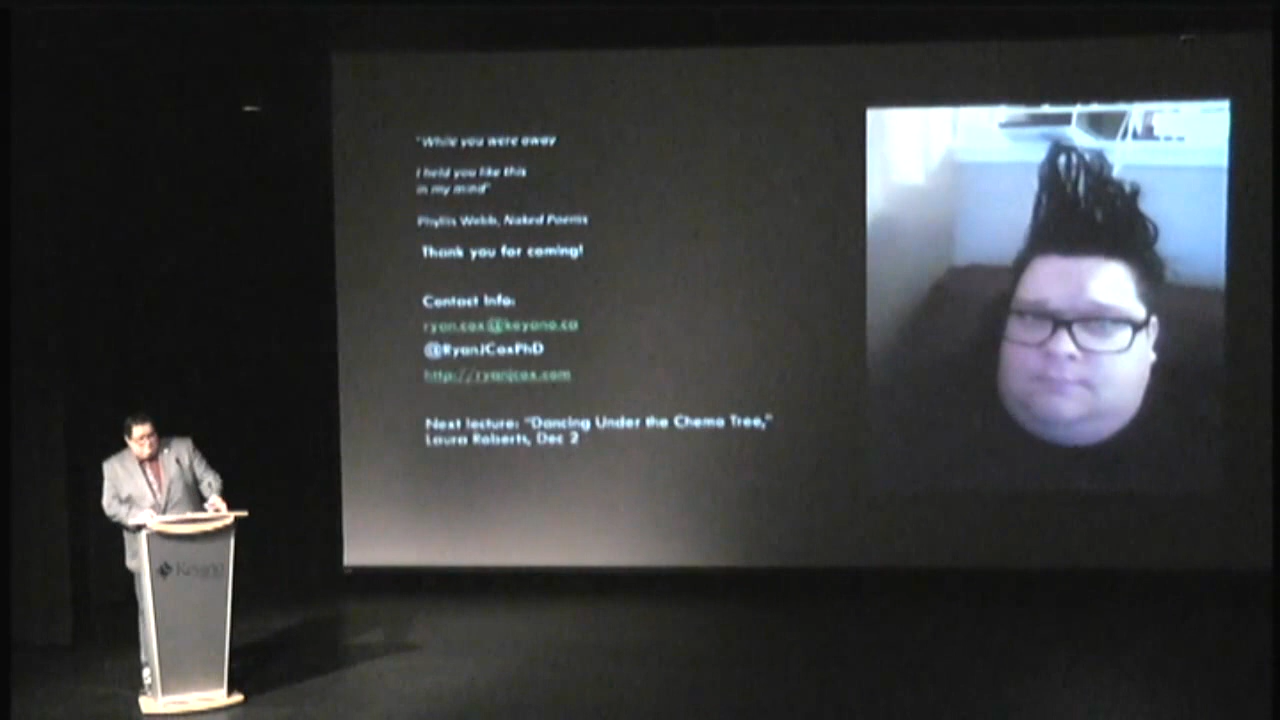 "While you were away
I held you like this
in my mind"
Phyllis Webb, Naked Poems
Thank you for coming!
Contact Info:
ryan.cox@keyano.ca
@RyanJCoxPhD
http://ryanjcox.com
Next lecture: "Dancing Under the Chemo Tree,"
Laura Roberts, Dec 2
Keyano